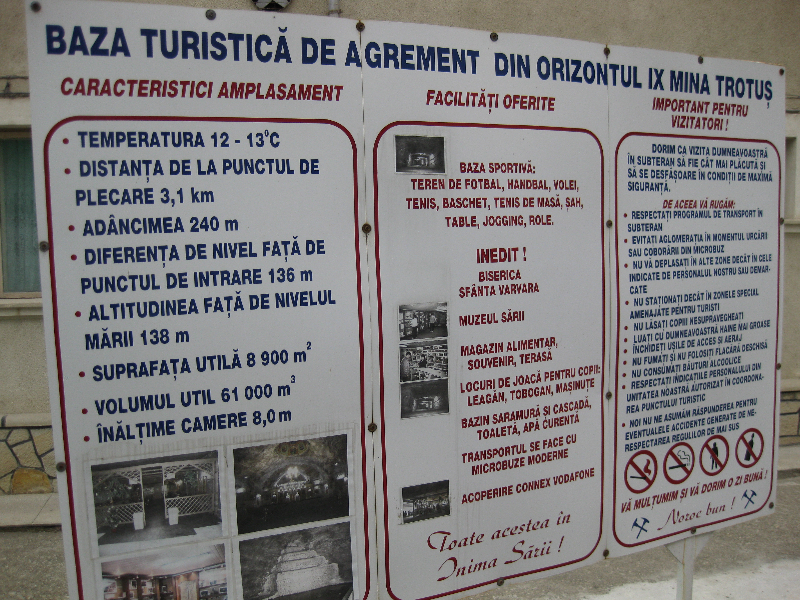 BAZA TURISTICĂ DE AGREMENT DIN ORIZONTUL IX MINA TROTUȘ
CARACTERISTICI AMPLASAMENT
• TEMPERATURA 12 - 13°C
• DISTANȚA DE LA PUNCTUL DE
PLECARE 3,1 km
• ADÂNCIMEA 240 m
• DIFERENȚA DE NIVEL FAȚĂ DE
PUNCTUL DE INTRARE 136 m
• ALTITUDINEA FAȚĂ DE NIVELUL
MĂRII 138 m
• SUPRAFAȚA UTILĂ 8 900 m²
• VOLUMUL UTIL 61 000 m³
• ÎNĂLȚIME CAMERE 8,0 m
FACILITĂȚI OFERITE
BAZA SPORTIVĂ:
TEREN DE FOTBAL, HANDBAL, VOLEI,
TENIS, BASCHET, TENIS DE MASĂ, ȘAH,
TABLE, JOGGING, ROLE.
INEDIT !
BISERICA
SFÂNTA VARVARA
MUZEUL SĂRII
MAGAZIN ALIMENTAR,
SOUVENIR, TERASĂ
LOCURI DE JOACĂ PENTRU COPII:
LEAGĂN, TOBOGAN, MAȘINUȚE
BAZIN SARAMURĂ SI CASCADĂ,
TOALETĂ, APĂ CURENTĂ
TRANSPORTUL SE FACE CU
MICROBUZE MODERNE
ACOPERIRE CONNEX VODAFONE
Toate acestea în
Inima Sării !
IMPORTANT PENTRU
VIZITATORI !
DORIM CA VIZITA DUMNEAVOASTRĂ
ÎN SUBTERAN SĂ FIE CÂT MAI PLĂCUTĂ ȘI
SĂ SE DESFĂȘOARE ÎN CONDIȚII DE MAXIMĂ
SIGURANȚĂ.
DE ACEEA VĂ RUGĂM:
• RESPECTAȚI PROGRAMUL DE TRANSPORT ÎN
SUBTERAN
• EVITAȚI AGLOMERAȚIA ÎN MOMENTUL URCĂRII
SAU COBORÂRII DIN MICROBUZ
• NU VĂ DEPLASAȚI ÎN ALTE ZONE DECÂT ÎN CELE
INDICATE DE PERSONALUL NOSTRU SAU DEMAR-
CATE
• NU STAȚIONAȚI DECÂT ÎN ZONELE SPECIAL
AMENAJATE PENTRU TURISTI
• NU LĂSAȚI COPIII NESUPRAVEGHEAȚI
• LUAȚI CU DUMNEAVOASTRĂ HAINE MAI GROASE
• ÎNCHIDEȚI UȘILE DE ACCES ȘI AERAJ
• NU FUMAȚI ȘI NU FOLOSIȚI FLACĂRĂ DESCHISĂ
• NU CONSUMAȚI BĂUTURI ALCOOLICE
• RESPECTAȚI INDICAȚIILE PERSONALULUI DIN
UNITATEA NOASTRĂ AUTORIZAT ÎN COORDONA-
REA PUNCTULUI TURISTIC
• NOI NU NE ASUMĂM RĂSPUNDEREA PENTRU
EVENTUALELE ACCIDENTE GENERATE DE NE-
RESPECTAREA REGULILOR DE MAI SUS
VĂ MULȚUMIM ȘI VĂ DORIM O ZI BUNĂ !
Noroc bun !